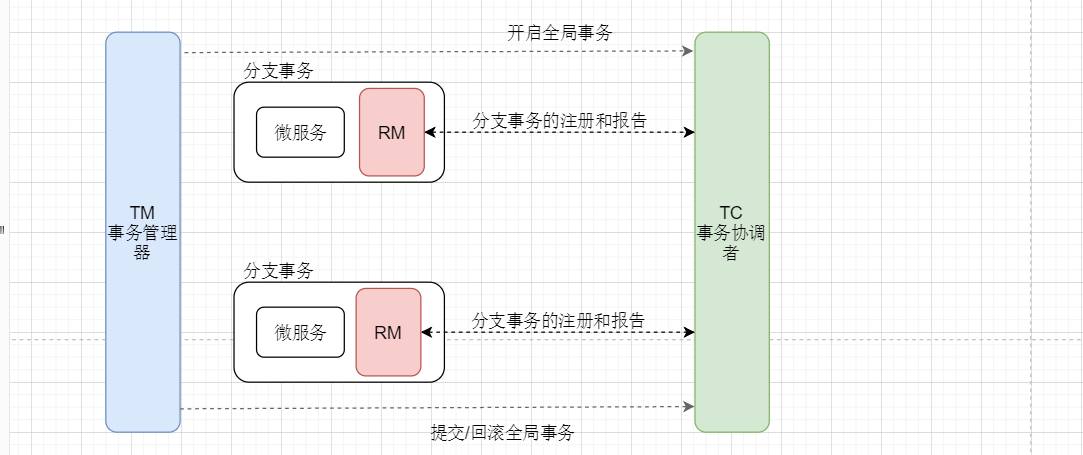 开启全局事务
分支事务
微服务
RM
分支事务的注册和报告
TM
事务管理
器
TC
事务协调
者
"
分支事务
微服务
RM
分支事务的注册和报告
提交/回滚全局事务